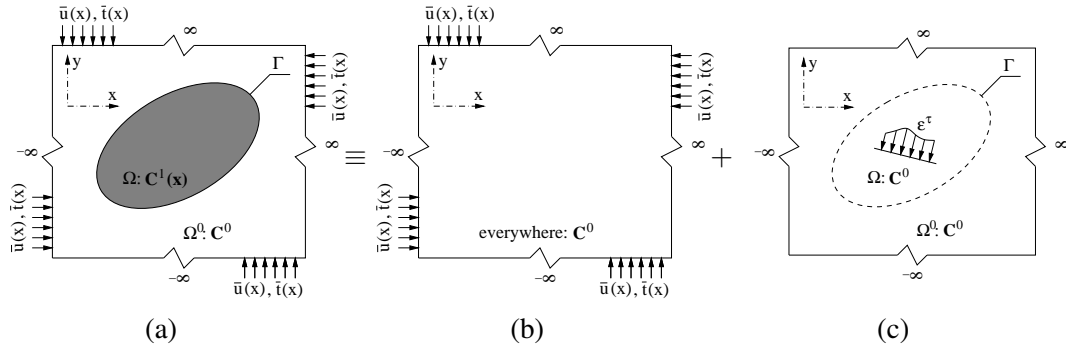 ū(x), t̄(x)
∞
y
x
Γ
ū(x), t̄(x)
−∞
∞
Ω: C¹(x)
ū(x), t̄(x)
Ω⁰: C⁰
−∞
ū(x), t̄(x)
(a)
≡
ū(x), t̄(x)
∞
y
x
ū(x), t̄(x)
−∞
∞
ū(x), t̄(x)
everywhere: C⁰
−∞
ū(x), t̄(x)
(b)
+
∞
y
x
Γ
ε^τ
−∞
∞
Ω: C⁰
Ω⁰: C⁰
−∞
(c)